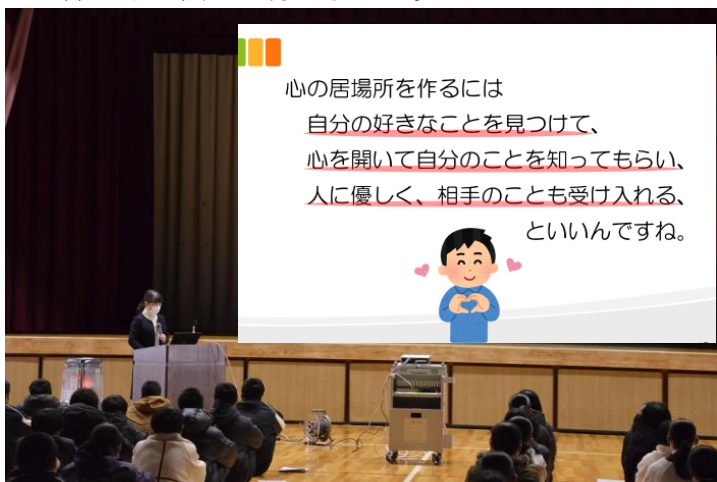 心の居場所を作るには
自分の好きなことを見つけて、
心を開いて自分のことを知ってもらい、
人に優しく、相手のことも受け入れる、
といいんですね。